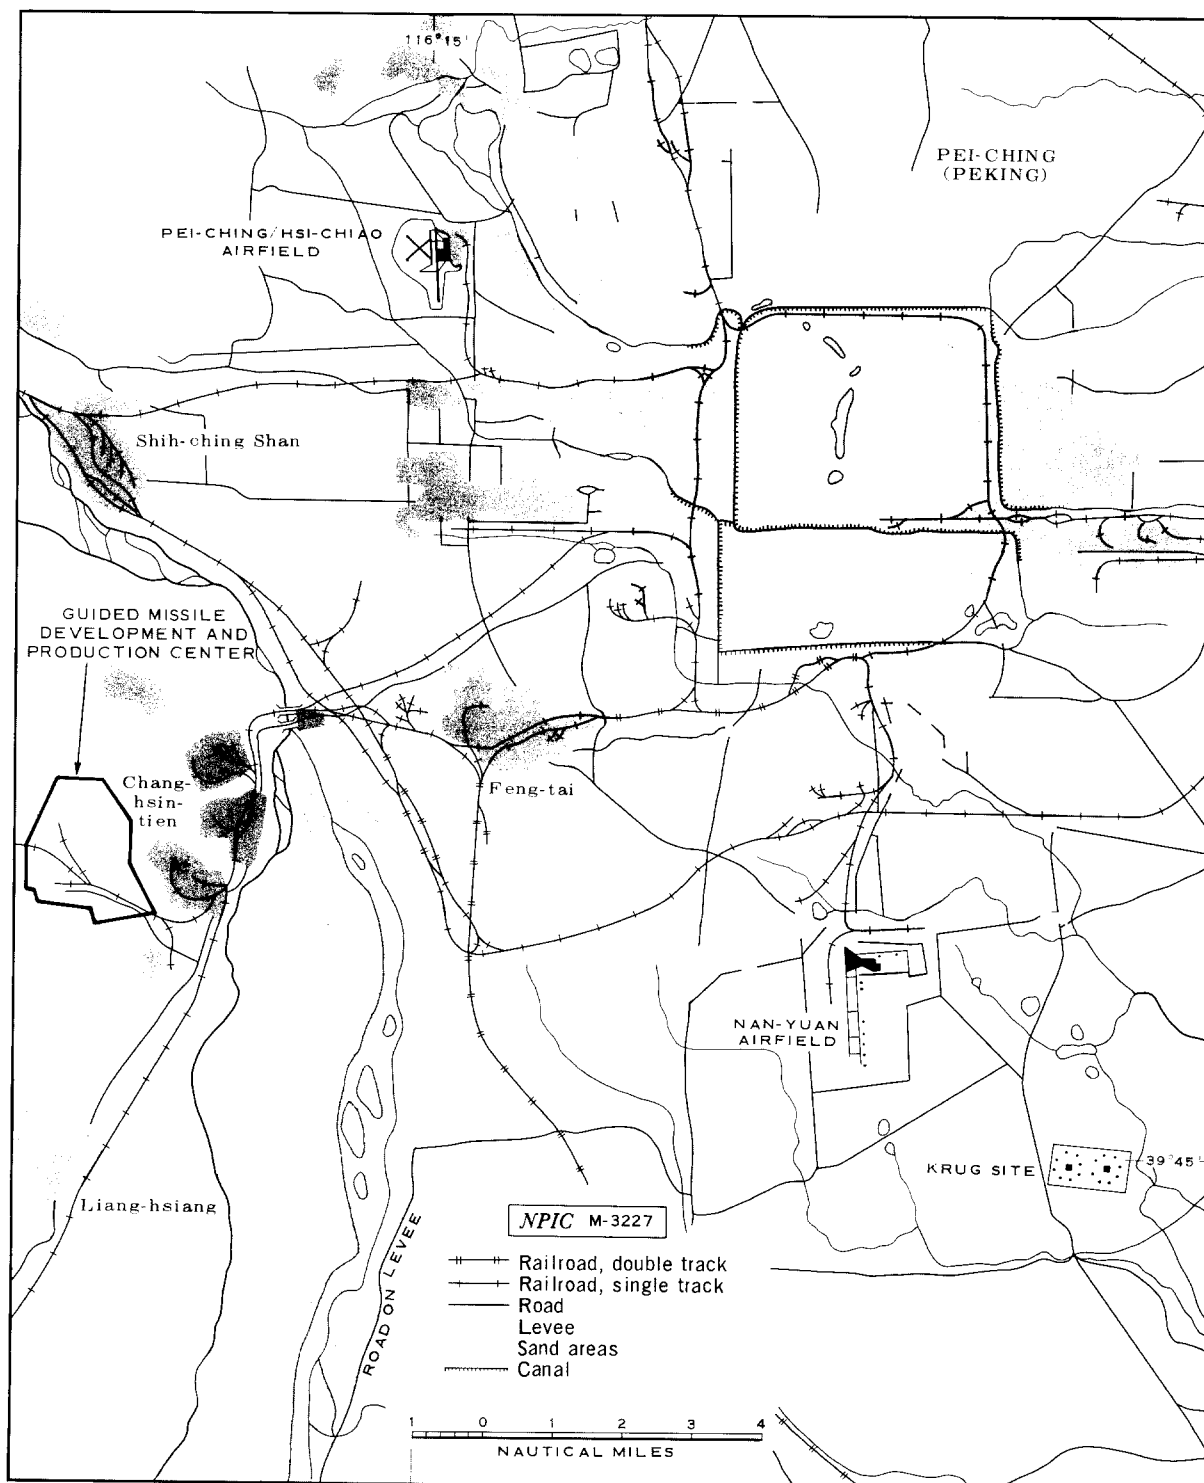 116°15'
PEI-CHING
(PEKING)
PEI-CHING/HSI-CHIAO
AIRFIELD
Shih-ching Shan
GUIDED MISSILE
DEVELOPMENT AND
PRODUCTION CENTER
Chang-
hsin-
tien
Feng-tai
NAN-YUAN
AIRFIELD
KRUG SITE
39°45'
Liang-hsiang
ROAD ON LEVEE
NPIC M-3227
Railroad, double track
Railroad, single track
Road
Levee
Sand areas
Canal
1 0 1 2 3 4
NAUTICAL MILES